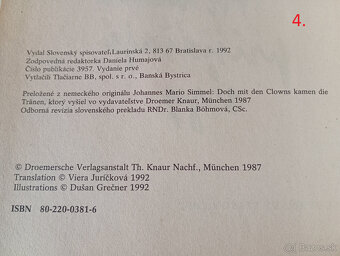 4.
Vydal Slovenský spisovateľ, Laurinská 2, 813 67 Bratislava r. 1992
Zodpovedná redaktorka Daniela Humajová
Číslo publikácie 3957. Vydanie prvé
Vytlačili Tlačiarne BB, spol. s r. o., Banská Bystrica
Preložené z nemeckého originálu Johannes Mario Simmel: Doch mit den Clowns kamen die
Tränen, ktorý vyšiel vo vydavateľstve Droemer Knaur, München 1987
Odborná revízia slovenského prekladu RNDr. Blanka Böhmová, CSc.
© Droemersche Verlagsanstalt Th. Knaur Nachf., München 1987
Translation © Viera Juríčková 1992
Illustrations © Dušan Grečner 1992
ISBN 80-220-0381-6
bazos.sk